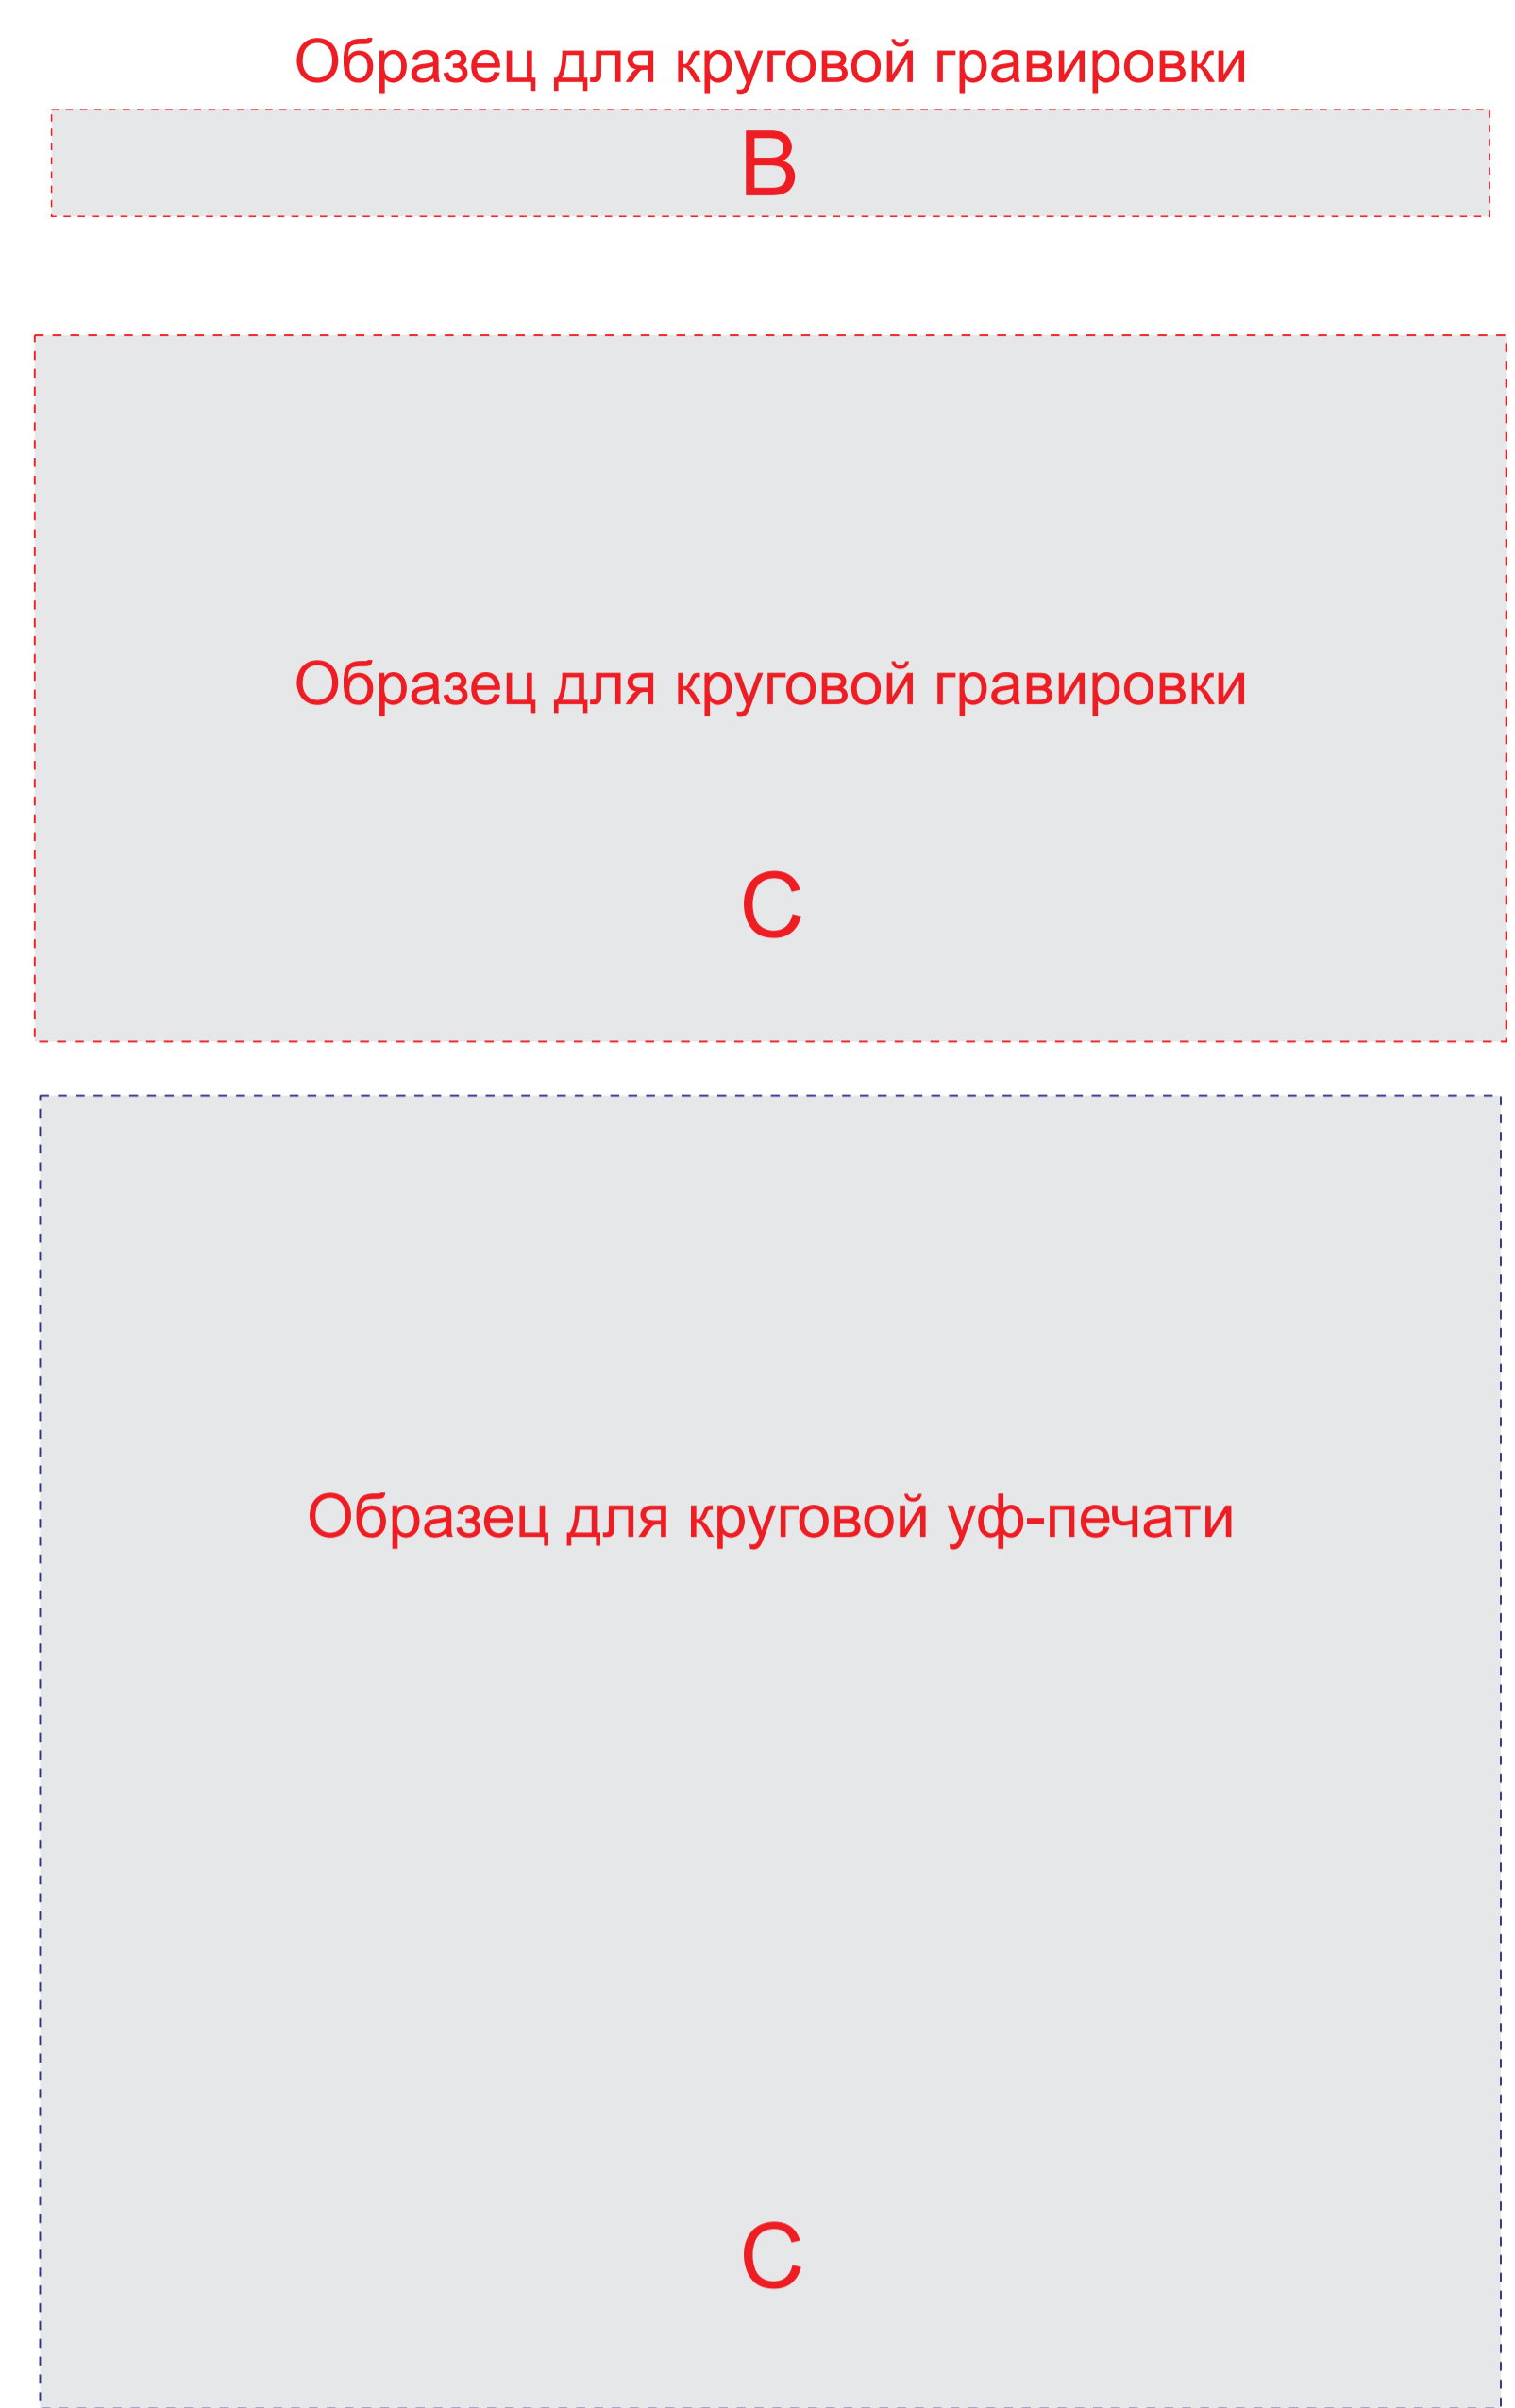 Образец для круговой гравировки
B
Образец для круговой гравировки
C
Образец для круговой уф-печати
C